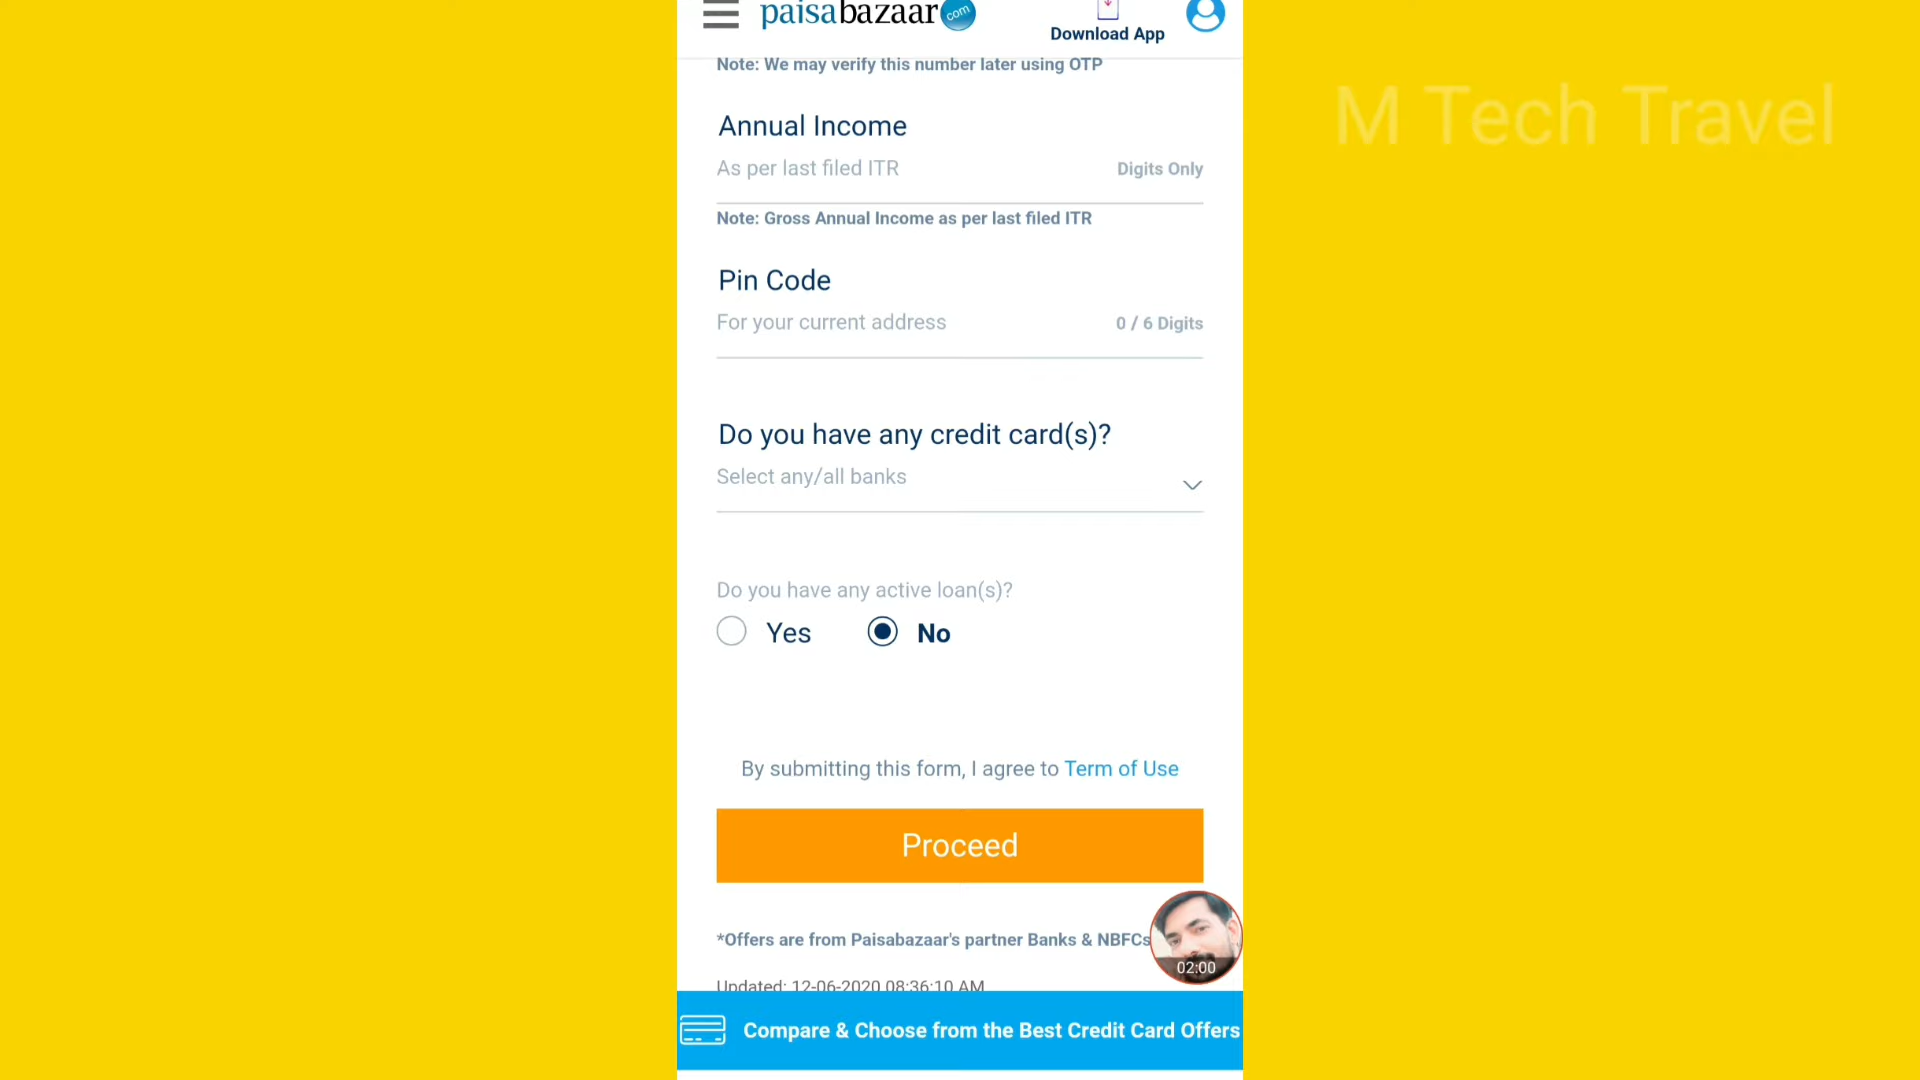 paisabazaar com
Download App
Note: We may verify this number later using OTP
M Tech Travel
Annual Income
As per last filed ITR Digits Only
Note: Gross Annual Income as per last filed ITR
Pin Code
For your current address 0 / 6 Digits
Do you have any credit card(s)?
Select any/all banks
Do you have any active loan(s)?
Yes No
By submitting this form, I agree to Term of Use
Proceed
*Offers are from Paisabazaar's partner Banks & NBFCs
02:00
Updated: 12-06-2020 08:36:10 AM
Compare & Choose from the Best Credit Card Offers